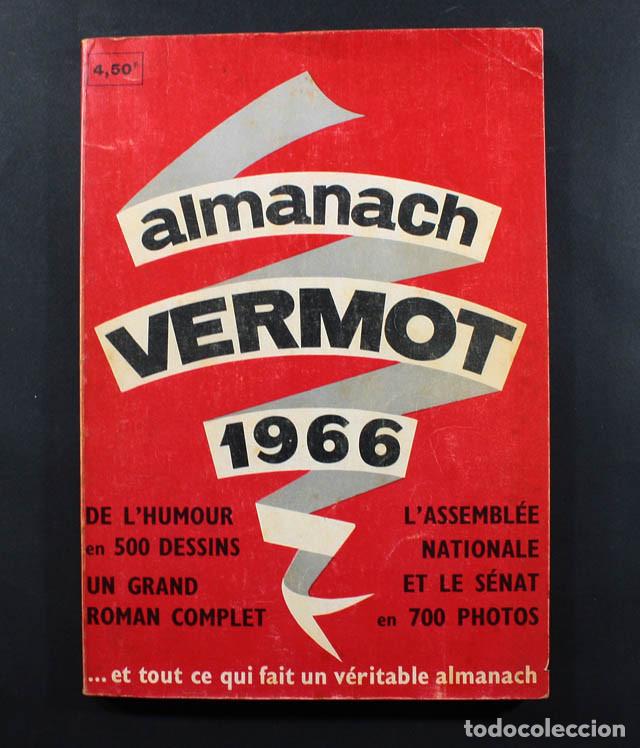 4,50F
almanach
VERMOT
1966
DE L'HUMOUR
en 500 DESSINS
UN GRAND
ROMAN COMPLET
L'ASSEMBLÉE
NATIONALE
ET LE SÉNAT
en 700 PHOTOS
...et tout ce qui fait un véritable almanach
todocoleccion